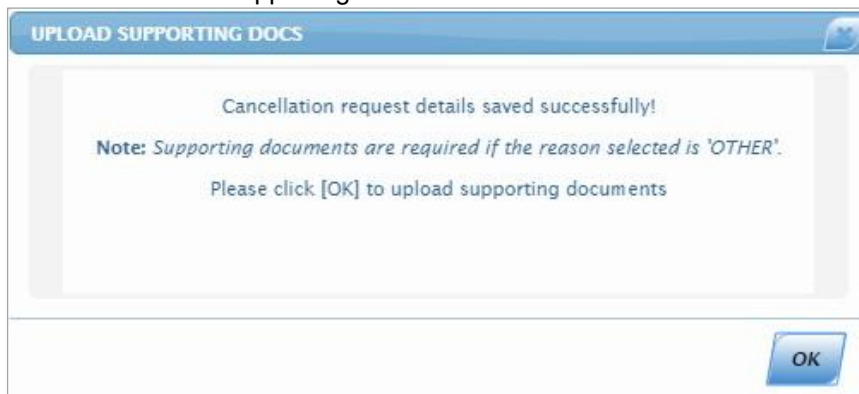 UPLOAD SUPPORTING DOCS
Cancellation request details saved successfully!
Note: Supporting documents are required if the reason selected is 'OTHER'.
Please click [OK] to upload supporting documents
OK